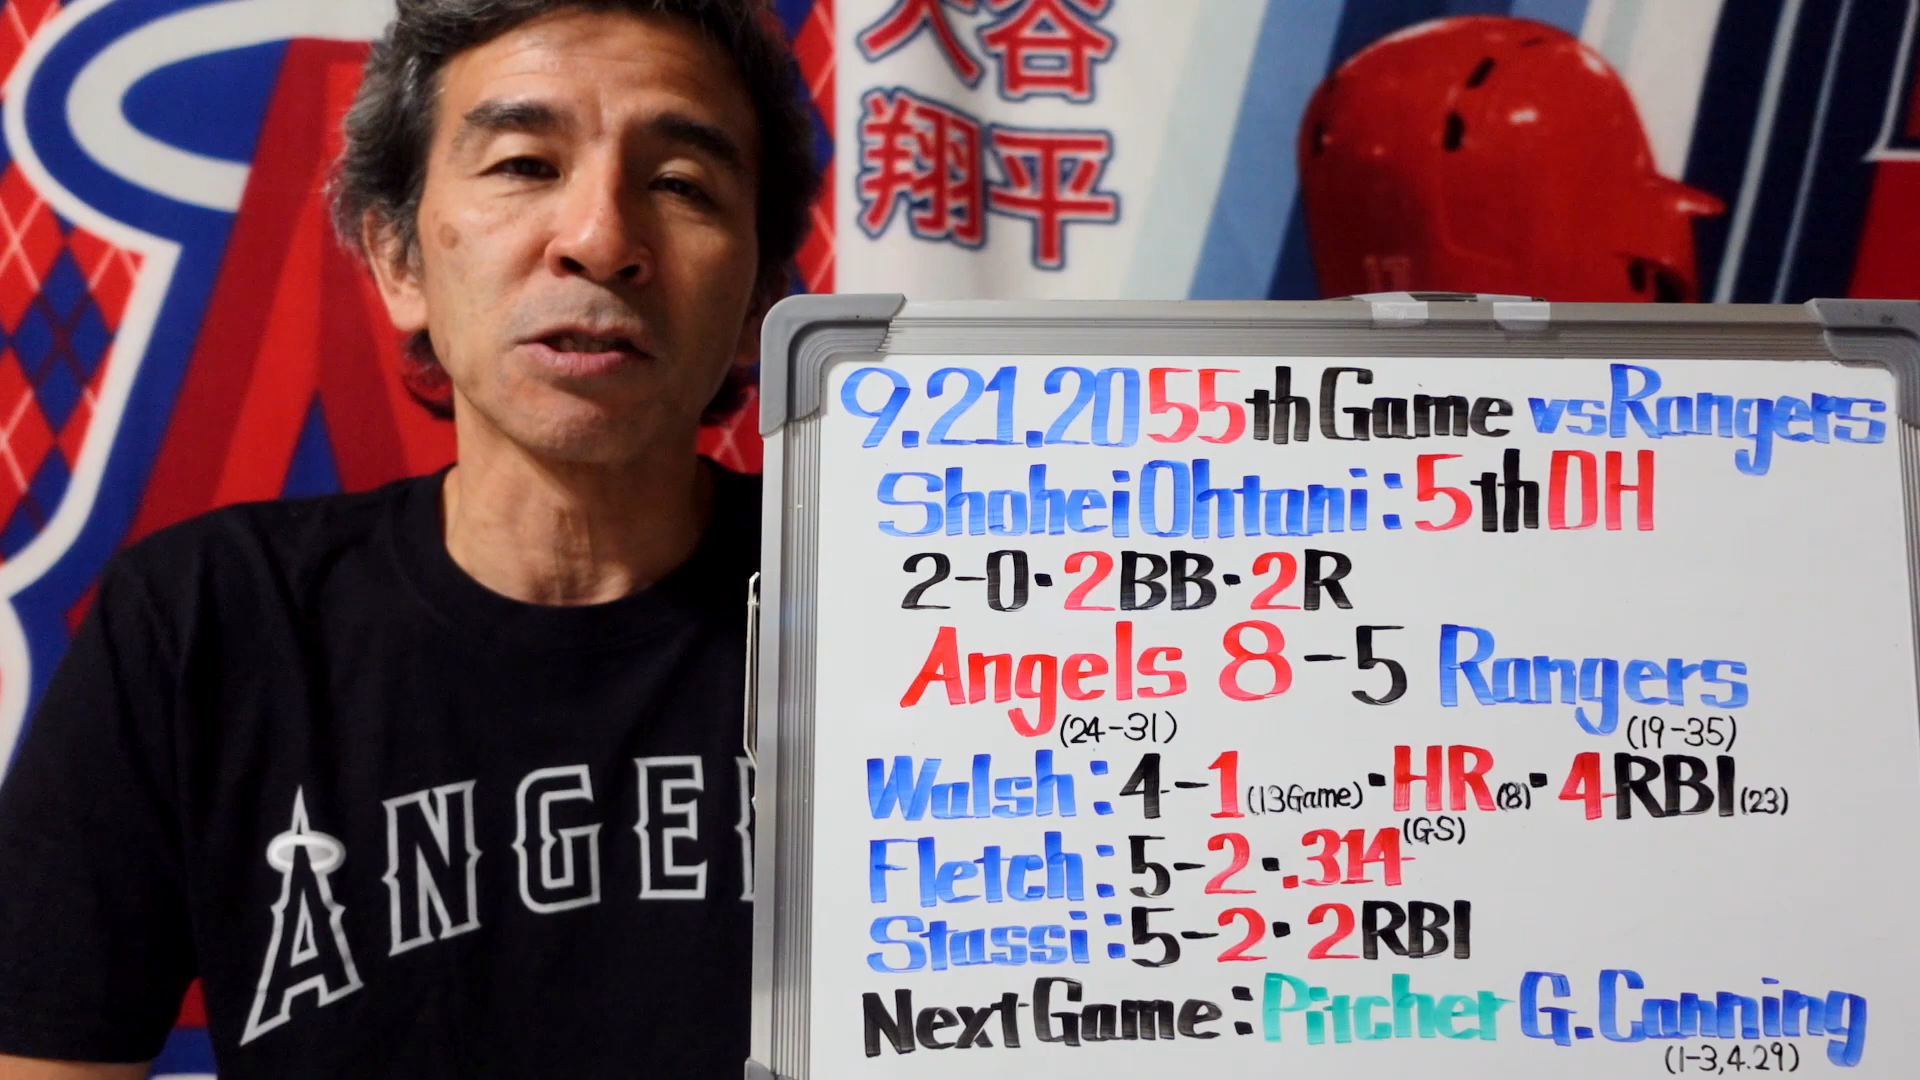 大谷
翔平
9.21.20 55th Game vs Rangers
Shohei Ohtani: 5th DH
2-0・2BB・2R
Angels 8-5 Rangers
(24-31) (19-35)
Walsh: 4-1 (13Game)・HR(8)・4RBI (23)
(GS)
Fletch: 5-2・.314
Stassi: 5-2・2RBI
Next Game: Pitcher G. Canning
(1-3, 4.29)
ANGEL